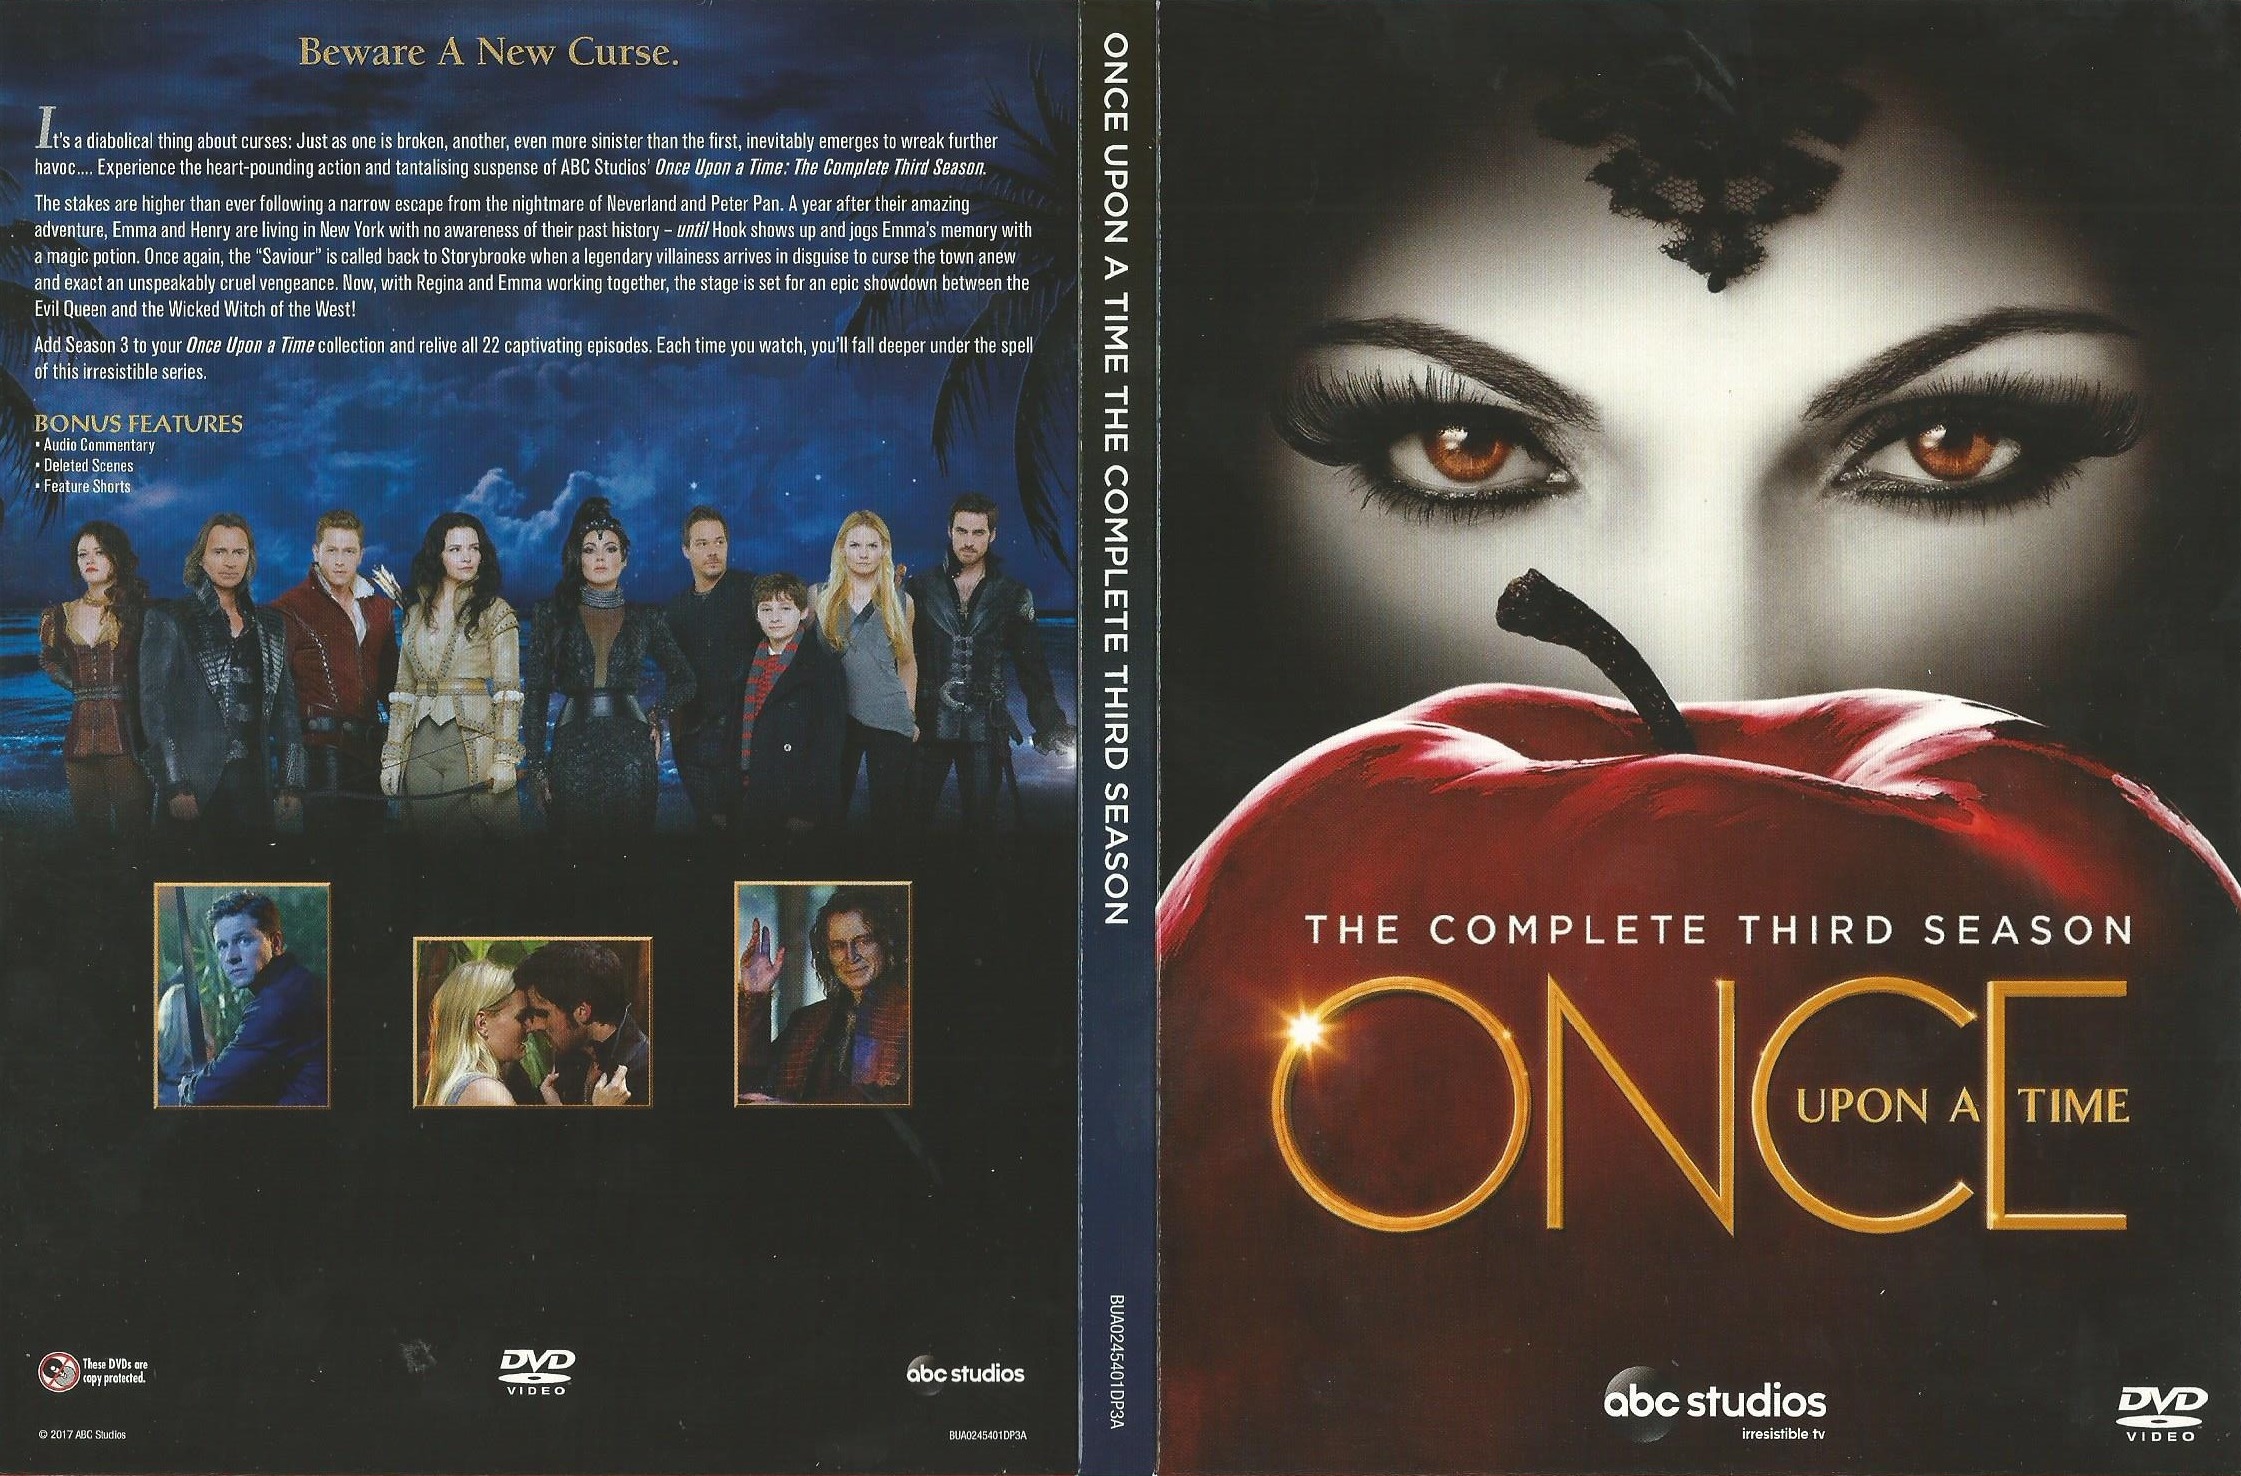 Beware A New Curse.
It's a diabolical thing about curses: Just as one is broken, another, even more sinister than the first, inevitably emerges to wreak further
havoc.... Experience the heart-pounding action and tantalising suspense of ABC Studios' Once Upon a Time: The Complete Third Season.
The stakes are higher than ever following a narrow escape from the nightmare of Neverland and Peter Pan. A year after their amazing
adventure, Emma and Henry are living in New York with no awareness of their past history – until Hook shows up and jogs Emma's memory with
a magic potion. Once again, the "Saviour" is called back to Storybrooke when a legendary villainess arrives in disguise to curse the town anew
and exact an unspeakably cruel vengeance. Now, with Regina and Emma working together, the stage is set for an epic showdown between the
Evil Queen and the Wicked Witch of the West!
Add Season 3 to your Once Upon a Time collection and relive all 22 captivating episodes. Each time you watch, you'll fall deeper under the spell
of this irresistible series.
BONUS FEATURES
▪ Audio Commentary
▪ Deleted Scenes
▪ Feature Shorts
These DVDs are
copy protected.
DVD
VIDEO
abc studios
© 2017 ABC Studios
BUA0245401DP3A
ONCE UPON A TIME THE COMPLETE THIRD SEASON
BUA0245401DP3A
THE COMPLETE THIRD SEASON
ONCE
UPON A TIME
abc studios
irresistible tv
DVD
VIDEO